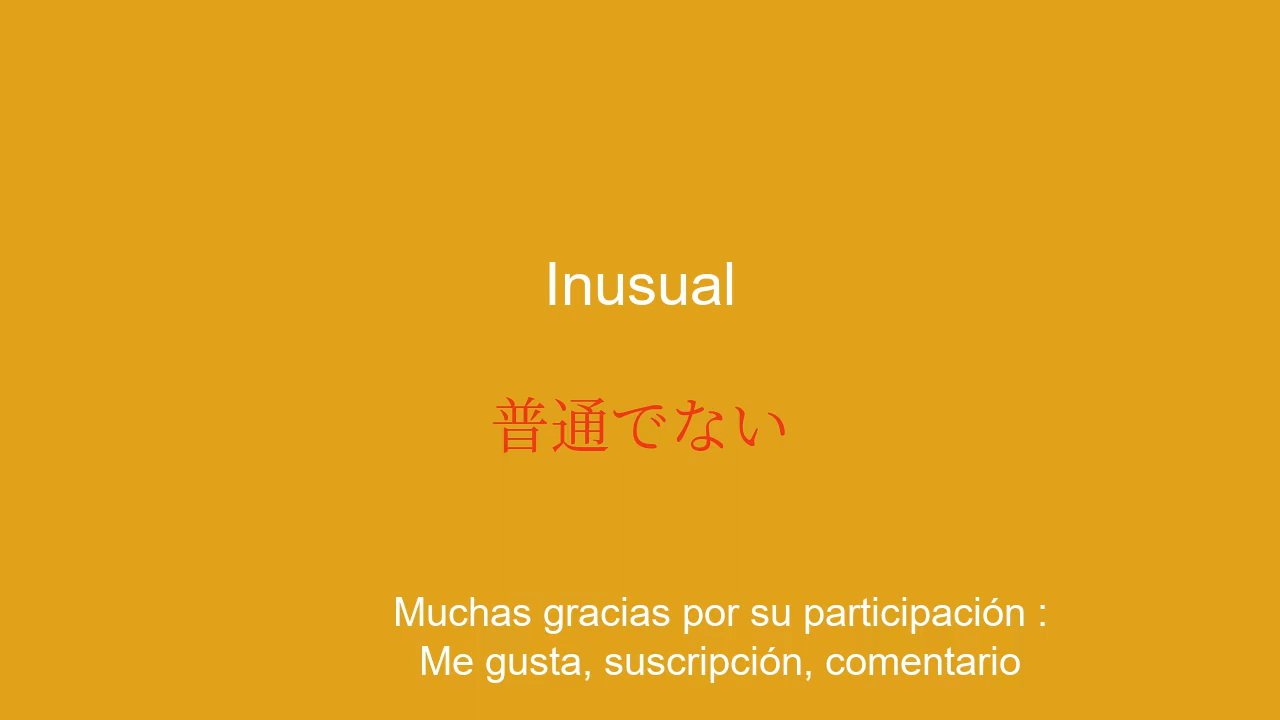 Inusual
普通でない
Muchas gracias por su participación :
Me gusta, suscripción, comentario